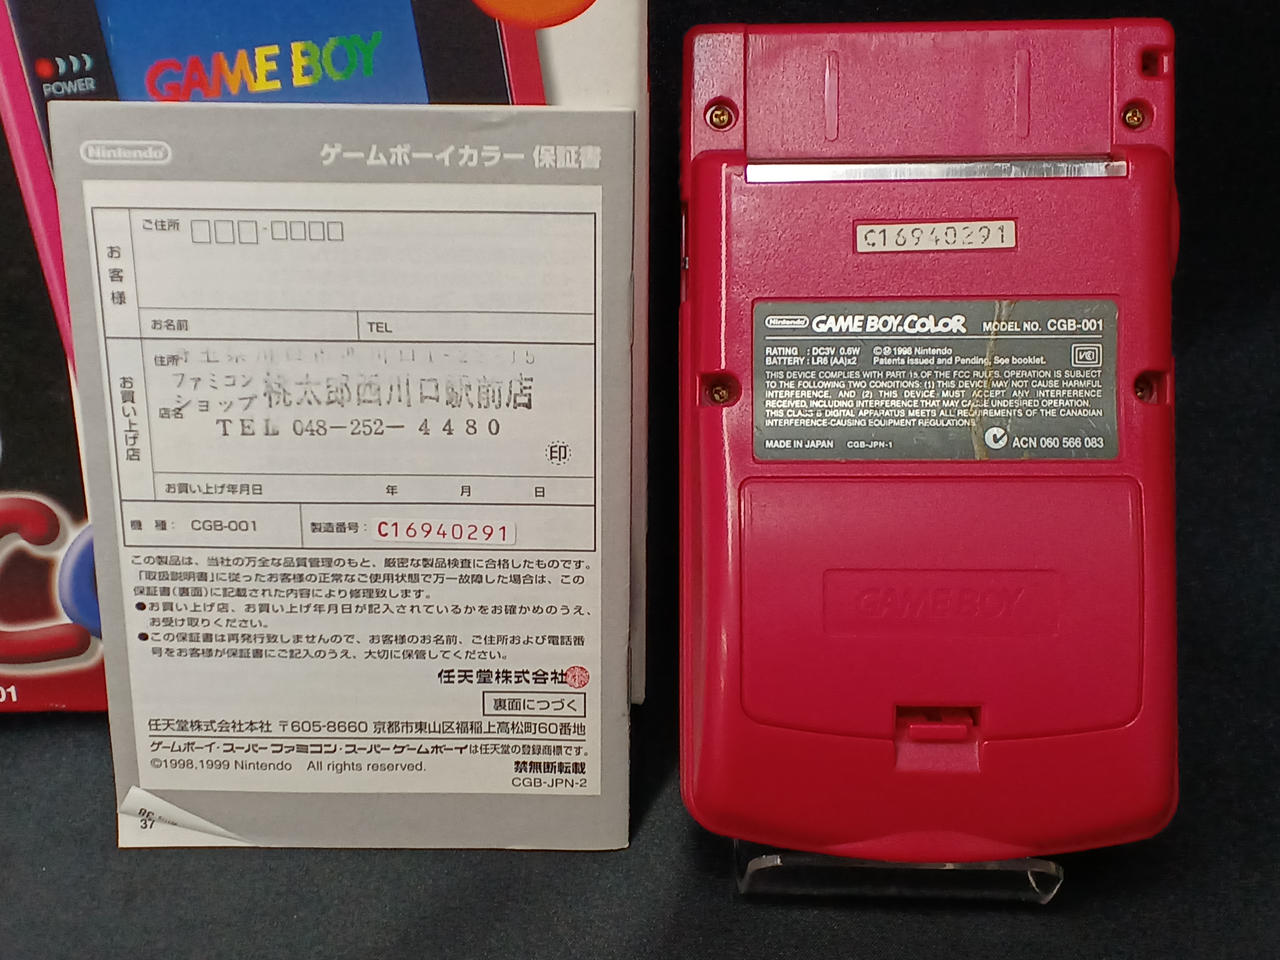 POWER
GAME BOY
Nintendo
ゲームボーイカラー 保証書
お客様
ご住所
お名前
TEL
お買い上げ店
住所
ファミコン
ショップ 桃太郎西川口駅前店
店名
TEL 048-252-4480
印
お買い上げ年月日 年 月 日
機 種: CGB-001
製造番号: C16940291
この製品は、当社の万全な品質管理のもと、厳密な製品検査に合格したものです。
「取扱説明書」に従ったお客様の正常なご使用状態で万一故障した場合は、この
保証書(裏面)に記載された内容により修理致します。
●お買い上げ店、お買い上げ年月日が記入されているかをお確かめのうえ、
お受け取りください。
●この保証書は再発行致しませんので、お客様のお名前、ご住所および電話番
号をお客様が保証書にご記入のうえ、大切に保管してください。
任天堂株式会社
裏面につづく
任天堂株式会社本社 〒605-8660 京都市東山区福稲上高松町60番地
ゲームボーイ・スーパーファミコン・スーパーゲームボーイは任天堂の登録商標です。
©1998,1999 Nintendo All rights reserved.
禁無断転載
CGB-JPN-2
37
01
C16940291
Nintendo GAME BOY COLOR MODEL NO. CGB-001
RATING : DC3V 0.6W
BATTERY : LR6 (AA)x2
©Ⓜ1998 Nintendo
Patents issued and Pending, See booklet.
THIS DEVICE COMPLIES WITH PART 15 OF THE FCC RULES. OPERATION IS SUBJECT
TO THE FOLLOWING TWO CONDITIONS: (1) THIS DEVICE MAY NOT CAUSE HARMFUL
INTERFERENCE, AND (2) THIS DEVICE MUST ACCEPT ANY INTERFERENCE
RECEIVED, INCLUDING INTERFERENCE THAT MAY CAUSE UNDESIRED OPERATION.
THIS CLASS B DIGITAL APPARATUS MEETS ALL REQUIREMENTS OF THE CANADIAN
INTERFERENCE-CAUSING EQUIPMENT REGULATIONS.
MADE IN JAPAN CGB-JPN-1
ACN 060 566 083
GAME BOY